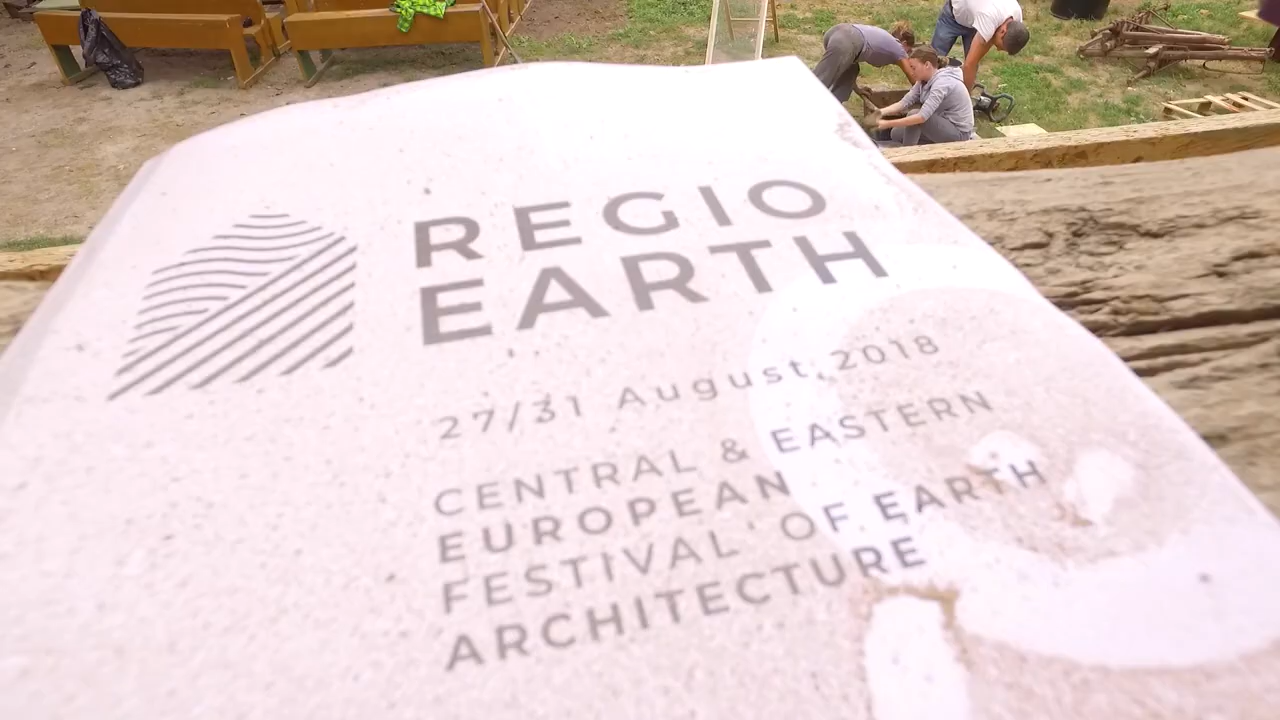 REGIO
EARTH
27/31 August, 2018
CENTRAL & EASTERN
EUROPEAN
FESTIVAL OF EARTH
ARCHITECTURE